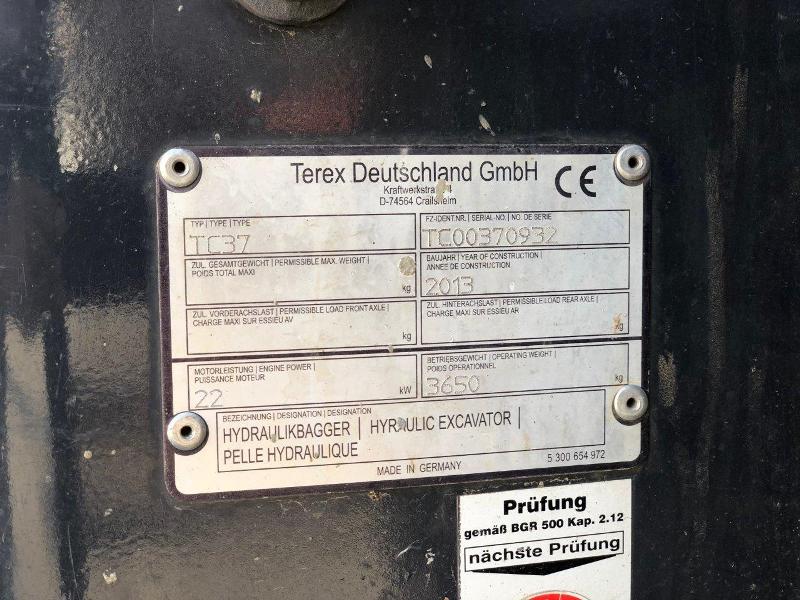 Terex Deutschland GmbH
Kraftwerkstraße 4
D-74564 Crailsheim
CE
TYP | TYPE | TYPE
TC37
FZ-IDENT.NR. | SERIAL-NO. | NO. DE SERIE
TC00370932
ZUL. GESAMTGEWICHT | PERMISSIBLE MAX. WEIGHT |
POIDS TOTAL MAXI
kg
BAUJAHR | YEAR OF CONSTRUCTION |
ANNEE DE CONSTRUCTION
2013
ZUL. VORDERACHSLAST | PERMISSIBLE LOAD FRONT AXLE |
CHARGE MAXI SUR ESSIEU AV
kg
ZUL. HINTERACHSLAST | PERMISSIBLE LOAD REAR AXLE |
CHARGE MAXI SUR ESSIEU AR
kg
MOTORLEISTUNG | ENGINE POWER |
PUISSANCE MOTEUR
22 kW
BETRIEBSGEWICHT | OPERATING WEIGHT |
POIDS OPERATIONNEL
3650 kg
BEZEICHNUNG | DESIGNATION | DESIGNATION
HYDRAULIKBAGGER | HYRAULIC EXCAVATOR |
PELLE HYDRAULIQUE
5 300 654 972
MADE IN GERMANY
Prüfung
gemäß BGR 500 Kap. 2.12
nächste Prüfung